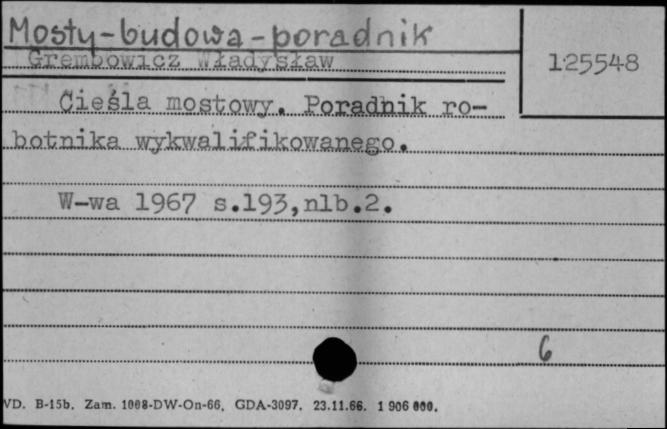 Mosty-budowa-poradnik
125548
Grembowicz Władysław
Cieśla mostowy. Poradnik ro-
botnika wykwalifikowanego.
W-wa 1967 s.193,nlb.2.
6
VD. B-15b. Zam. 1008-DW-On-66. GDA-3097. 23.11.66. 1 906 000.